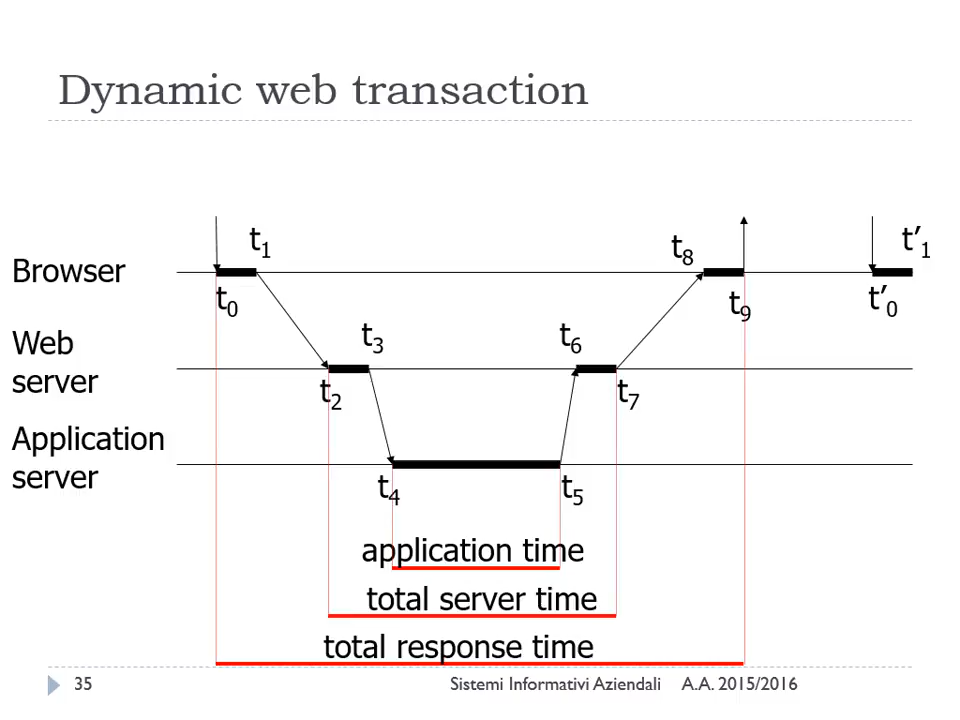 Dynamic web transaction
t₁
t₈
t’₁
Browser
t₀
t₉
t’₀
Web
server
t₃
t₆
t₂
t₇
Application
server
t₄
t₅
application time
total server time
total response time
35
Sistemi Informativi Aziendali
A.A. 2015/2016